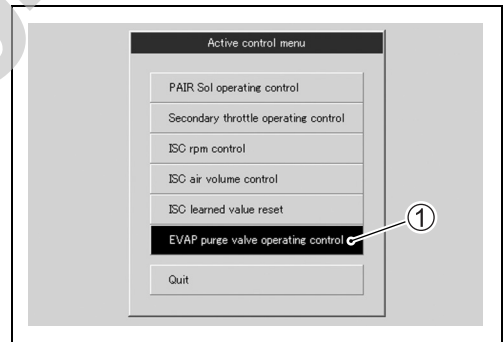 Active control menu
PAIR Sol operating control
Secondary throttle operating control
ISC rpm control
ISC air volume control
ISC learned value reset
EVAP purge valve operating control
1
Quit